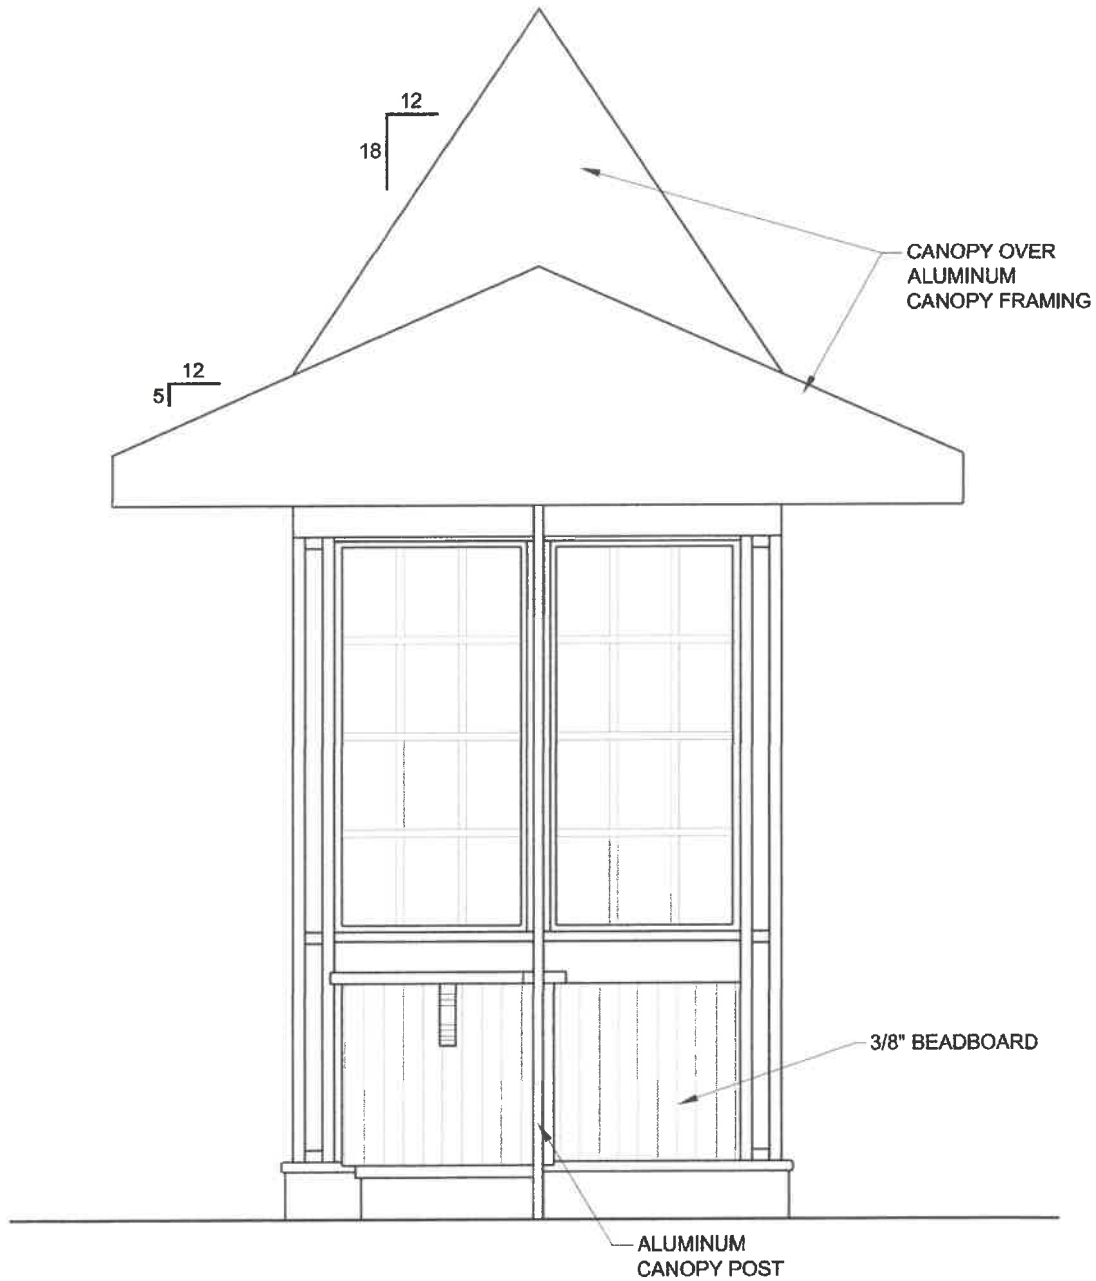 12
18
CANOPY OVER
ALUMINUM
CANOPY FRAMING
12
5
3/8" BEADBOARD
ALUMINUM
CANOPY POST